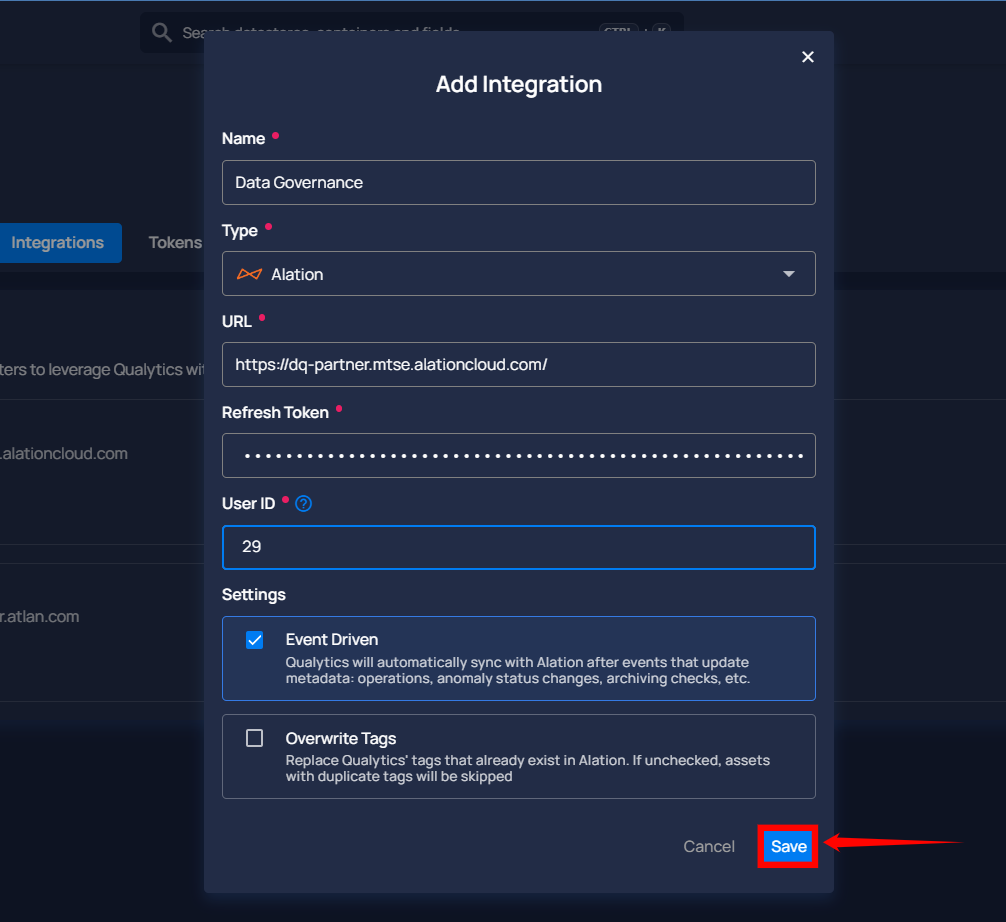 Search datastores, containers and fields
CTRL + K
Add Integration
Name
Data Governance
Integrations
Tokens
Type
Alation
URL
https://dq-partner.mtse.alationcloud.com/
ters to leverage Qualytics wit
Refresh Token
.alationcloud.com
User ID
?
29
Settings
r.atlan.com
Event Driven
Qualytics will automatically sync with Alation after events that update
metadata: operations, anomaly status changes, archiving checks, etc.
Overwrite Tags
Replace Qualytics' tags that already exist in Alation. If unchecked, assets
with duplicate tags will be skipped
Cancel
Save